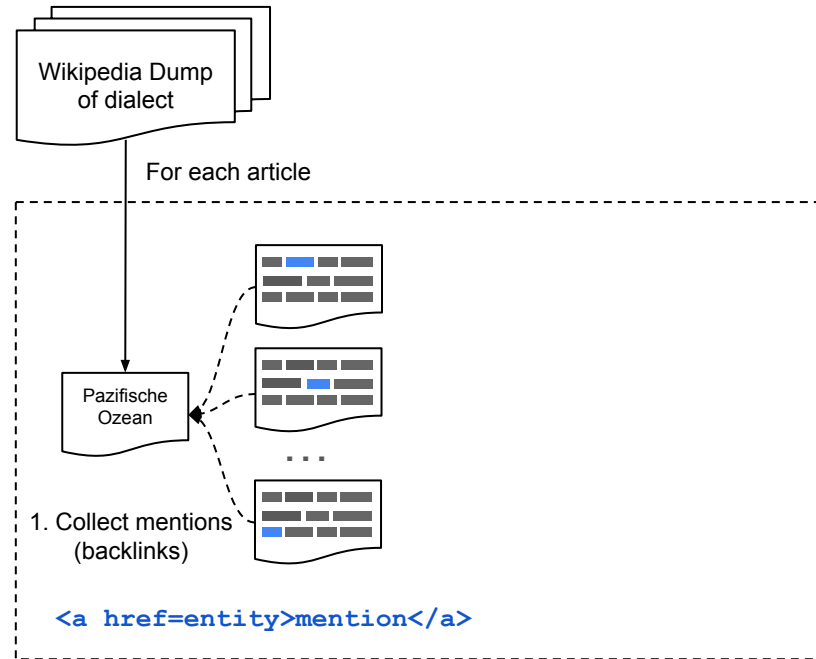 Wikipedia Dump
of dialect
For each article
Pazifische
Ozean
...
1. Collect mentions
(backlinks)
<a href=entity>mention</a>